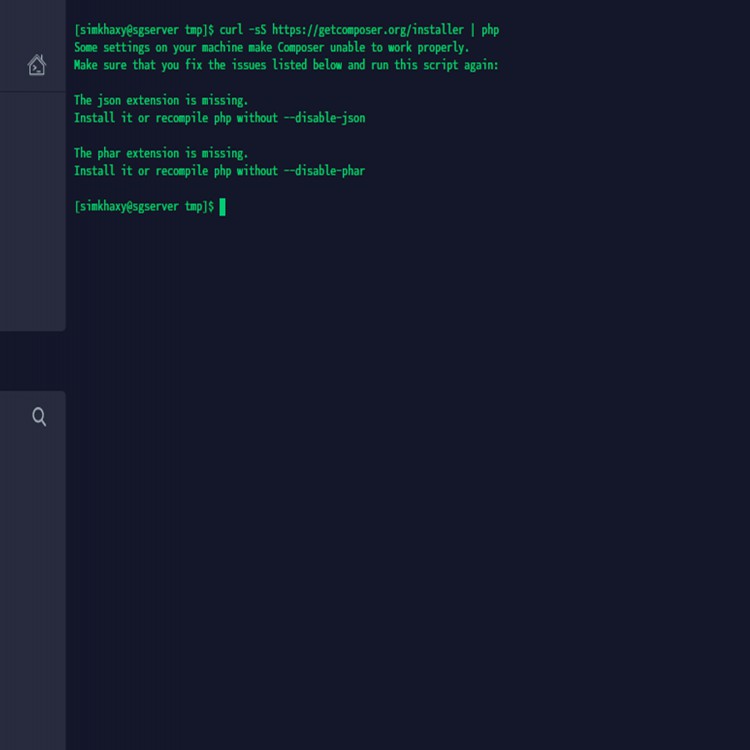 [simkhaxy@sgserver tmp]$ curl -sS https://getcomposer.org/installer | php
Some settings on your machine make Composer unable to work properly.
Make sure that you fix the issues listed below and run this script again:
The json extension is missing.
Install it or recompile php without --disable-json
The phar extension is missing.
Install it or recompile php without --disable-phar
[simkhaxy@sgserver tmp]$